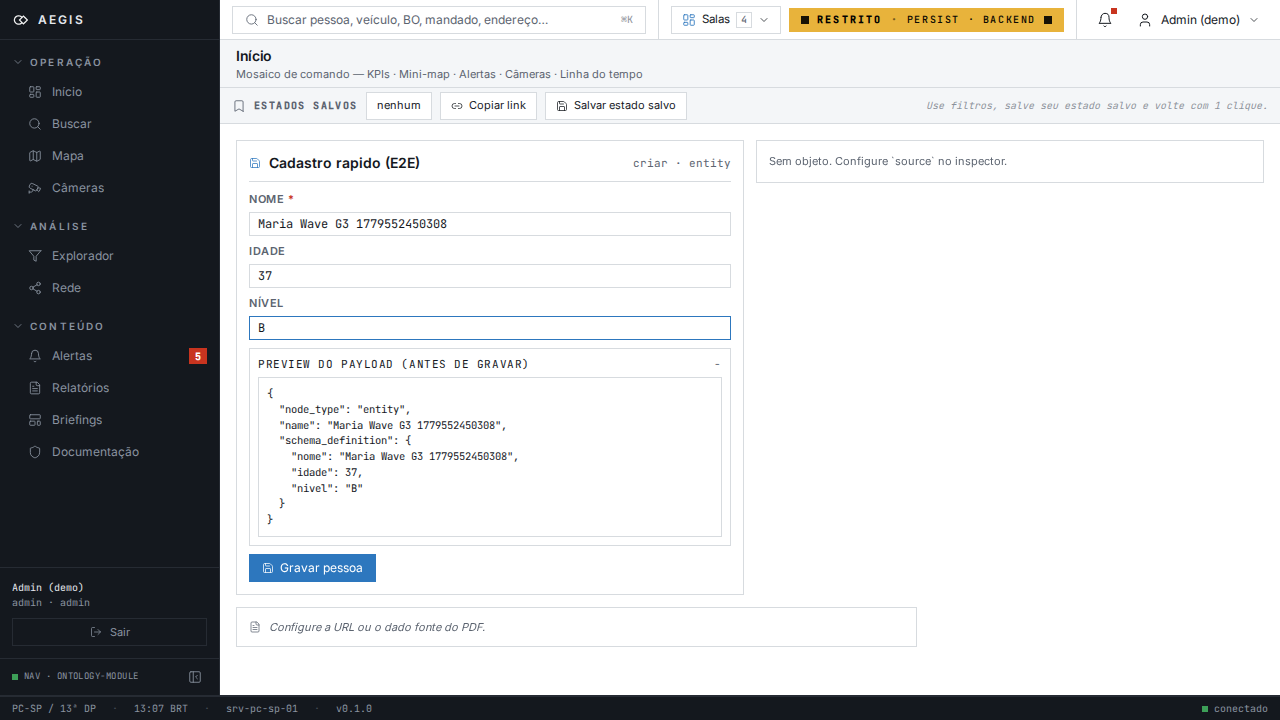 AEGIS
Buscar pessoa, veículo, BO, mandado, endereço...
⌘K
Salas 4
RESTRITO · PERSIST · BACKEND
Admin (demo)
OPERAÇÃO
Início
Buscar
Mapa
Câmeras
ANÁLISE
Explorador
Rede
CONTEÚDO
Alertas 5
Relatórios
Briefings
Documentação
Admin (demo)
admin · admin
Sair
NAV · ONTOLOGY-MODULE
Início
Mosaico de comando — KPIs · Mini-map · Alertas · Câmeras · Linha do tempo
ESTADOS SALVOS
nenhum
Copiar link
Salvar estado salvo
Use filtros, salve seu estado salvo e volte com 1 clique.
Cadastro rapido (E2E)
criar · entity
NOME *
Maria Wave G3 1779552450308
IDADE
37
NÍVEL
B
PREVIEW DO PAYLOAD (ANTES DE GRAVAR) -
{
"node_type": "entity",
"name": "Maria Wave G3 1779552450308",
"schema_definition": {
"nome": "Maria Wave G3 1779552450308",
"idade": 37,
"nivel": "B"
}
}
Gravar pessoa
Sem objeto. Configure `source` no inspector.
Configure a URL ou o dado fonte do PDF.
PC-SP / 13ª DP · 13:07 BRT · srv-pc-sp-01 · v0.1.0
conectado